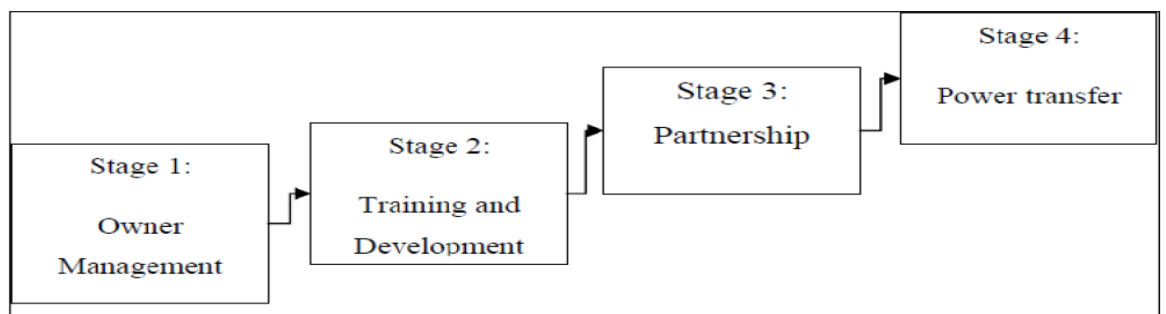 Stage 1:
Owner
Management
Stage 2:
Training and
Development
Stage 3:
Partnership
Stage 4:
Power transfer